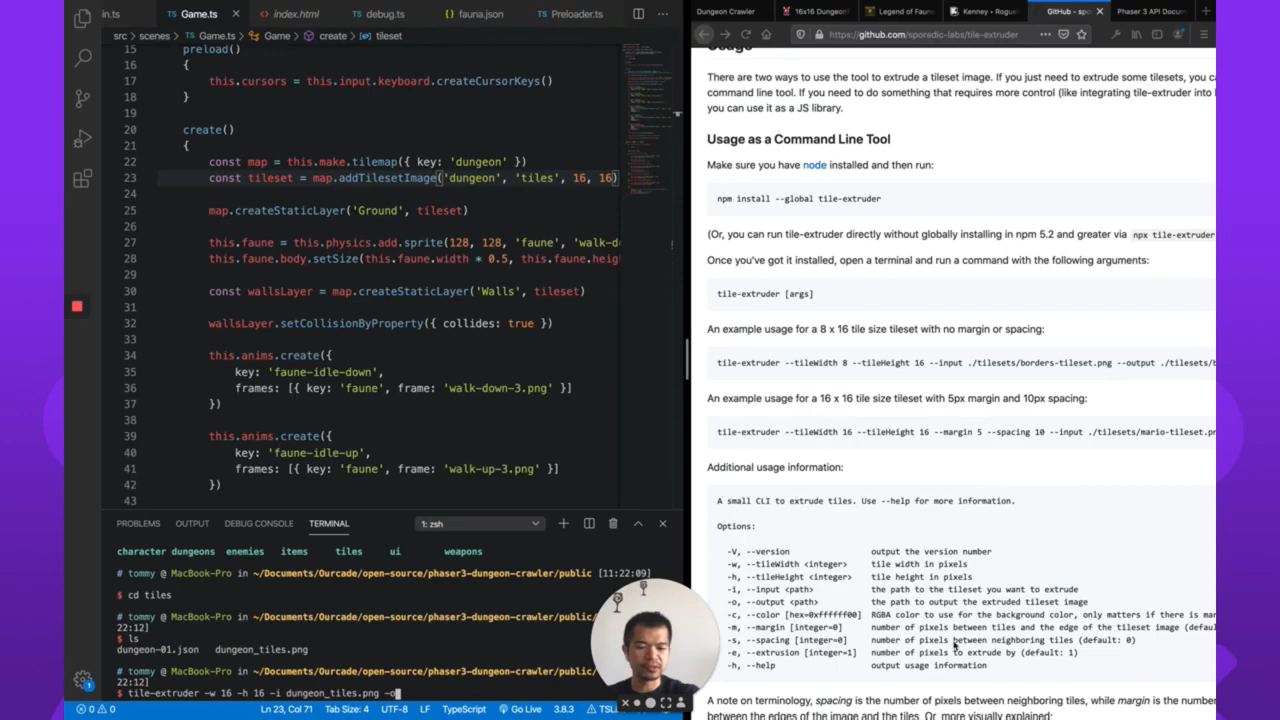 in.ts
Game.ts
index.html
debug.ts
fauna.json
Preloader.ts
src > scenes > Game.ts > Game > create > tileset
15 preload()
16 {
17 this.cursors = this.input.keyboard.createCursorKeys()
18 }
19
20 create()
21 {
22 const map = this.make.tilemap({ key: 'dungeon' })
23 const tileset = map.addTilesetImage('dungeon', 'tiles', 16, 16)
24
25 map.createStaticLayer('Ground', tileset)
26
27 this.faune = this.physics.add.sprite(128, 128, 'faune', 'walk-do
28 this.faune.body.setSize(this.faune.width * 0.5, this.faune.heigh
29
30 const wallsLayer = map.createStaticLayer('Walls', tileset)
31
32 wallsLayer.setCollisionByProperty({ collides: true })
33
34 this.anims.create({
35 key: 'faune-idle-down',
36 frames: [{ key: 'faune', frame: 'walk-down-3.png' }]
37 })
38
39 this.anims.create({
40 key: 'faune-idle-up',
41 frames: [{ key: 'faune', frame: 'walk-up-3.png' }]
42 })
43
PROBLEMS OUTPUT DEBUG CONSOLE TERMINAL 1: zsh
character dungeons enemies items tiles ui weapons
# tommy @ MacBook-Pro in ~/Documents/Ourcade/open-source/phaser3-dungeon-crawler/public [11:22:09]
$ cd tiles
# tommy @ MacBook-Pro in ~/Documents/Ourcade/open-source/phaser3-dungeon-
22:12]
$ ls
dungeon-01.json dungeon_tiles.png
# tommy @ MacBook-Pro in ~/Documents/Ourcade/open-source/phaser3-
22:12]
$ tile-extruder -w 16 -h 16 -i dungeon_tiles.png -o
0 0 Ln 23, Col 71 Tab Size: 4 UTF-8 LF TypeScript Go Live 3.8.3 TSL
Dungeon Crawler
16x16 Dungeon
Legend of Faune
Kenney • Rogue
GitHub - spo
Phaser 3 API Docum
https://github.com/sporadic-labs/tile-extruder
Usage
There are two ways to use the tool to extrude a tileset image. If you just need to extrude some tilesets, you ca
command line tool. If you need to do something that requires more control (like integrating tile-extruder into
you can use it as a JS library.
Usage as a Command Line Tool
Make sure you have node installed and then run:
npm install --global tile-extruder
(Or, you can run tile-extruder directly without globally installing in npm 5.2 and greater via npx tile-extruder
Once you've got it installed, open a terminal and run a command with the following arguments:
tile-extruder [args]
An example usage for a 8 x 16 tile size tileset with no margin or spacing:
tile-extruder --tileWidth 8 --tileHeight 16 --input ./tilesets/borders-tileset.png --output ./tilesets/b
An example usage for a 16 x 16 tile size tileset with 5px margin and 10px spacing:
tile-extruder --tileWidth 16 --tileHeight 16 --margin 5 --spacing 10 --input ./tilesets/mario-tileset.pn
Additional usage information:
A small CLI to extrude tiles. Use --help for more information.
Options:
-V, --version output the version number
-w, --tileWidth <integer> tile width in pixels
-h, --tileHeight <integer> tile height in pixels
-i, --input <path> the path to the tileset you want to extrude
-o, --output <path> the path to output the extruded tileset image
-c, --color [hex=0xffffff00] RGBA color to use for the background color, only matters if there is mar
-m, --margin [integer=0] number of pixels between tiles and the edge of the tileset image (defau
-s, --spacing [integer=0] number of pixels between neighboring tiles (default: 0)
-e, --extrusion [integer=1] number of pixels to extrude by (default: 1)
-h, --help output usage information
A note on terminology, spacing is the number of pixels between neighboring tiles, while margin is the number
between the edges of the image and the tiles. Or, more visually explained: